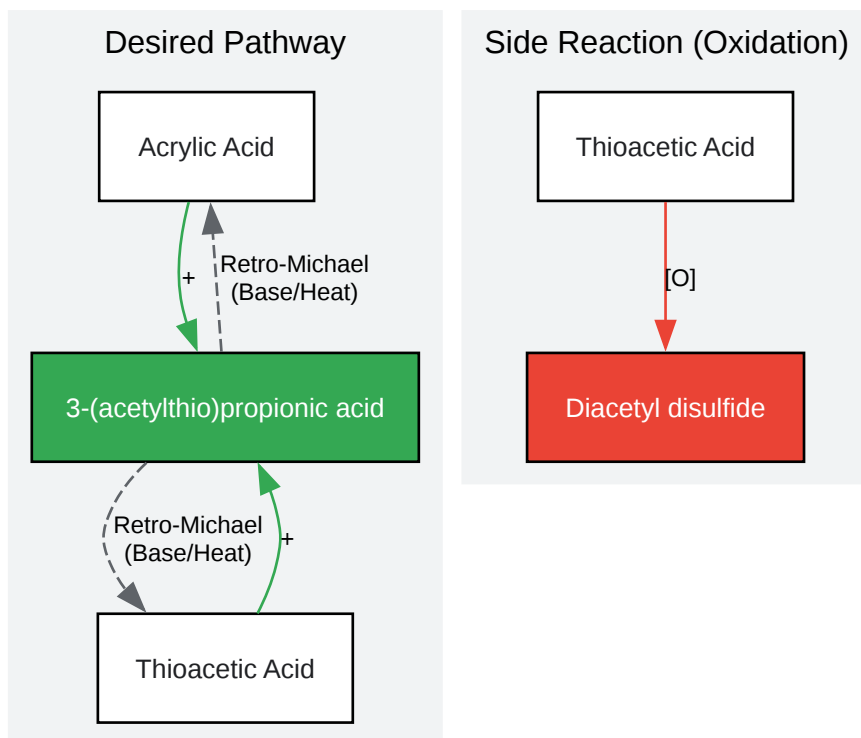 Desired Pathway
Acrylic Acid
+
Retro-Michael
(Base/Heat)
3-(acetylthio)propionic acid
Retro-Michael
(Base/Heat)
+
Thioacetic Acid
Side Reaction (Oxidation)
Thioacetic Acid
[O]
Diacetyl disulfide